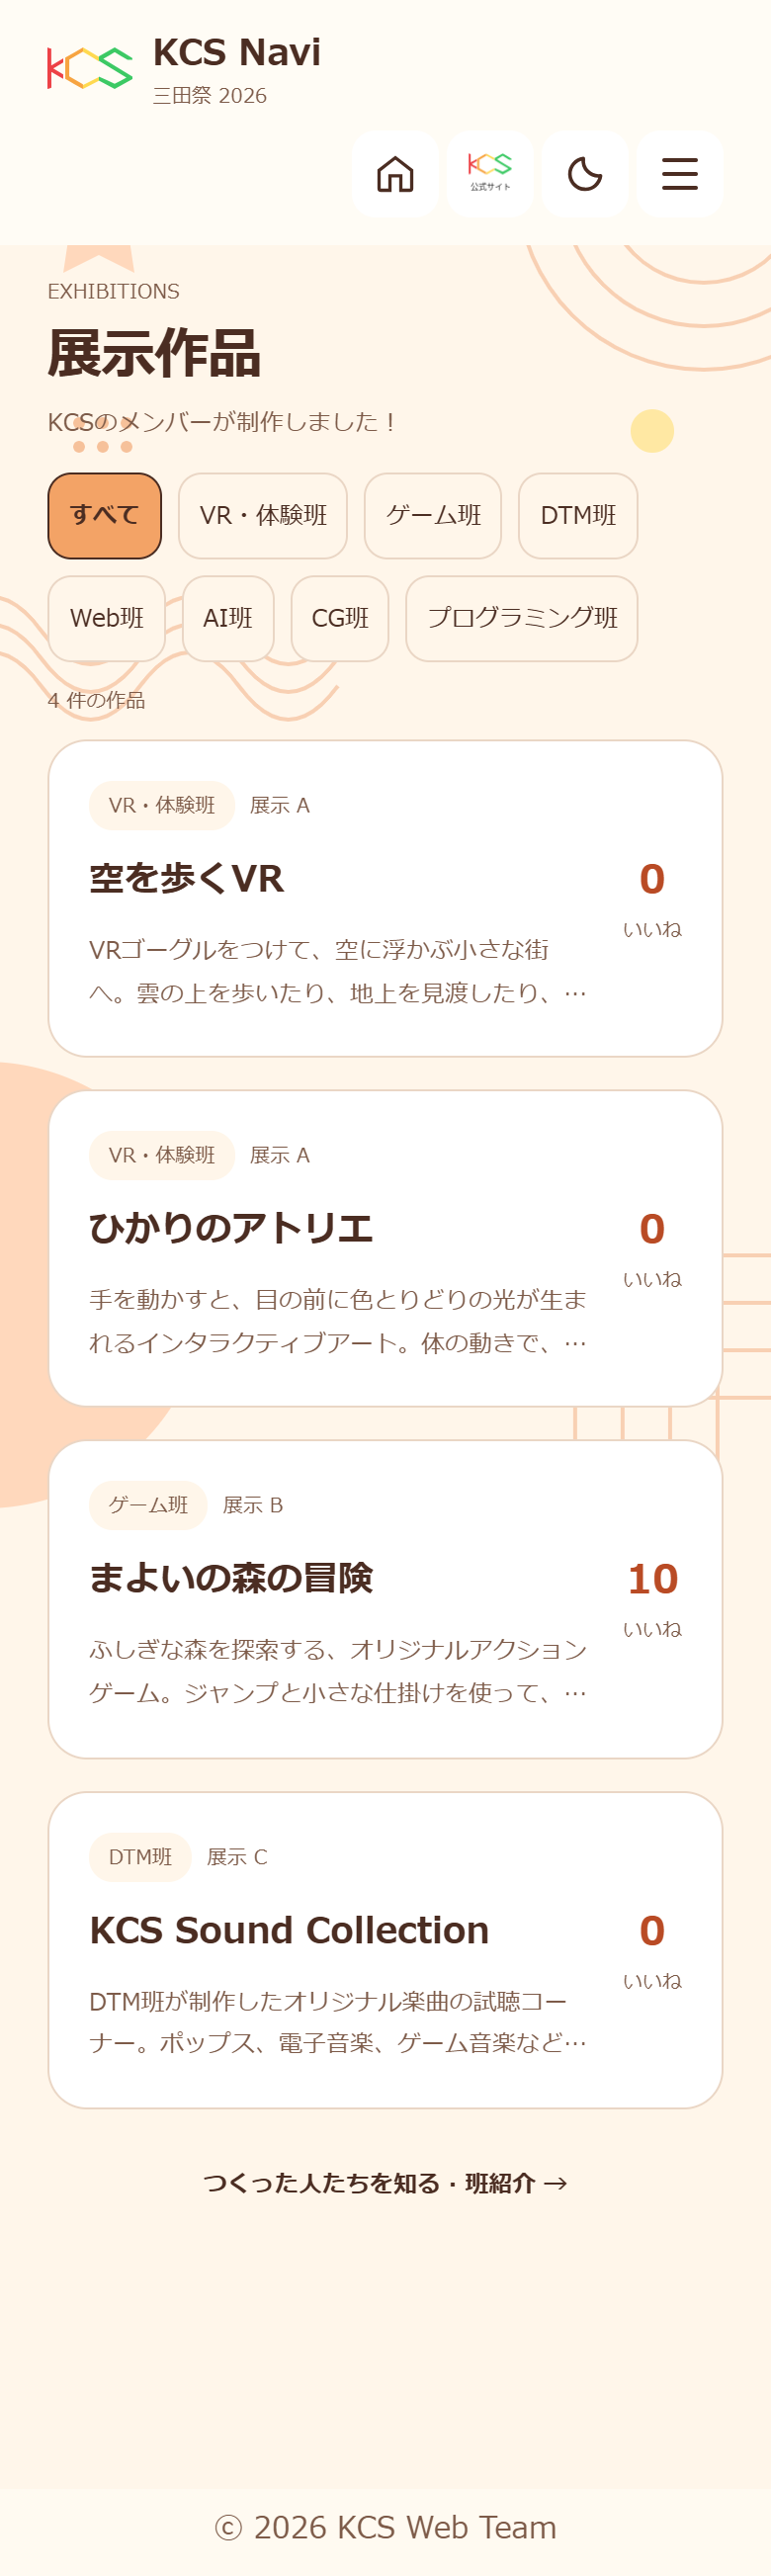 KCS
KCS Navi
三田祭 2026
KCS
公式サイト
EXHIBITIONS
展示作品
KCSのメンバーが制作しました！
すべて
VR・体験班
ゲーム班
DTM班
Web班
AI班
CG班
プログラミング班
4 件の作品
VR・体験班
展示 A
空を歩くVR
0
いいね
VRゴーグルをつけて、空に浮かぶ小さな街
へ。雲の上を歩いたり、地上を見渡したり、…
VR・体験班
展示 A
ひかりのアトリエ
0
いいね
手を動かすと、目の前に色とりどりの光が生ま
れるインタラクティブアート。体の動きで、…
ゲーム班
展示 B
まよいの森の冒険
10
いいね
ふしぎな森を探索する、オリジナルアクション
ゲーム。ジャンプと小さな仕掛けを使って、…
DTM班
展示 C
KCS Sound Collection
0
いいね
DTM班が制作したオリジナル楽曲の試聴コー
ナー。ポップス、電子音楽、ゲーム音楽など…
つくった人たちを知る・班紹介 →
© 2026 KCS Web Team